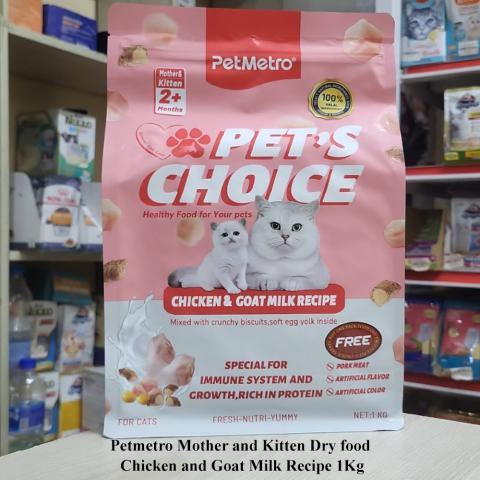 PetMetro®
Mother&
Kitten
2+
Months
100%
HALAL
PET'S
CHOICE
Healthy Food for Your pets
CHICKEN & GOAT MILK RECIPE
Mixed with crunchy biscuits,soft egg yolk inside
FREE
PORK MEAT
ARTIFICIAL FLAVOR
ARTIFICIAL COLOR
SPECIAL FOR
IMMUNE SYSTEM AND
GROWTH,RICH IN PROTEIN
FOR CATS
FRESH-NUTRI-YUMMY
NET:1 KG
Petmetro Mother and Kitten Dry food
Chicken and Goat Milk Recipe 1Kg